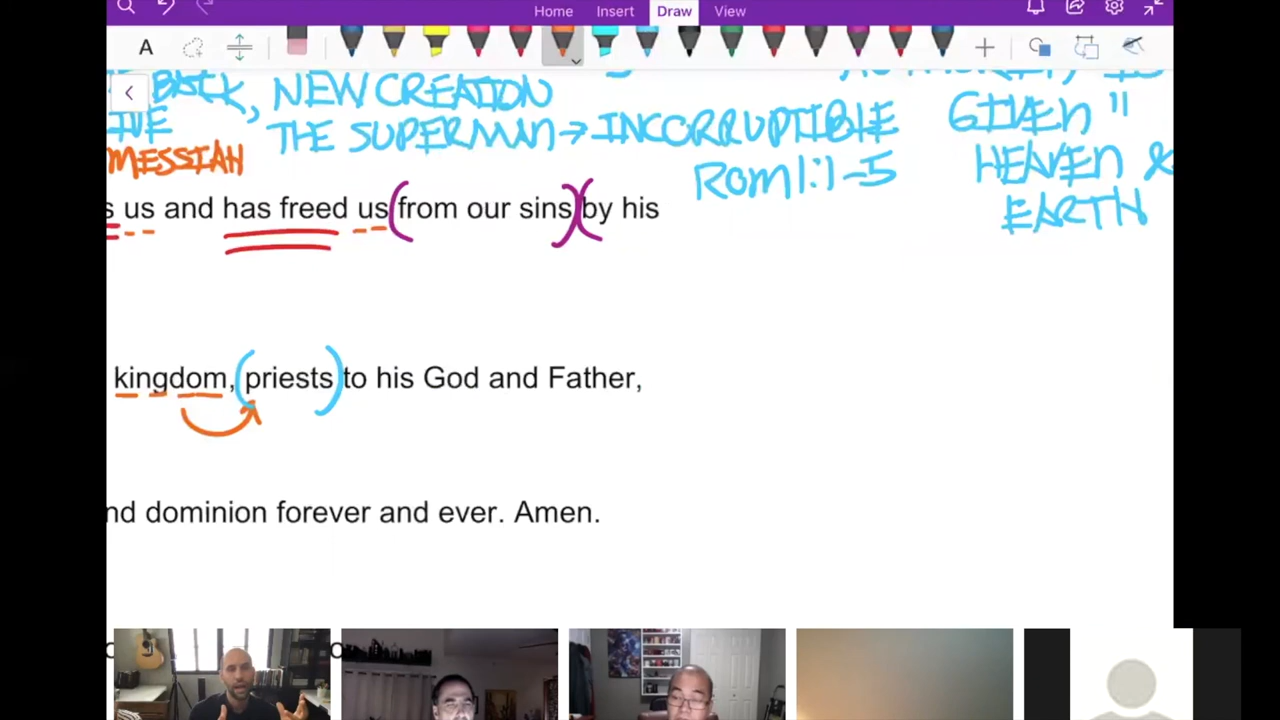 Home Insert Draw View
A
BACK, NEW CREATION
GIVEN "
THE SUPERMAN → INCORRUPTIBLE
MESSIAH
HEAVEN &
Rom 1:1-5
EARTH
us and has freed us (from our sins) (by his
kingdom, (priests) to his God and Father,
nd dominion forever and ever. Amen.